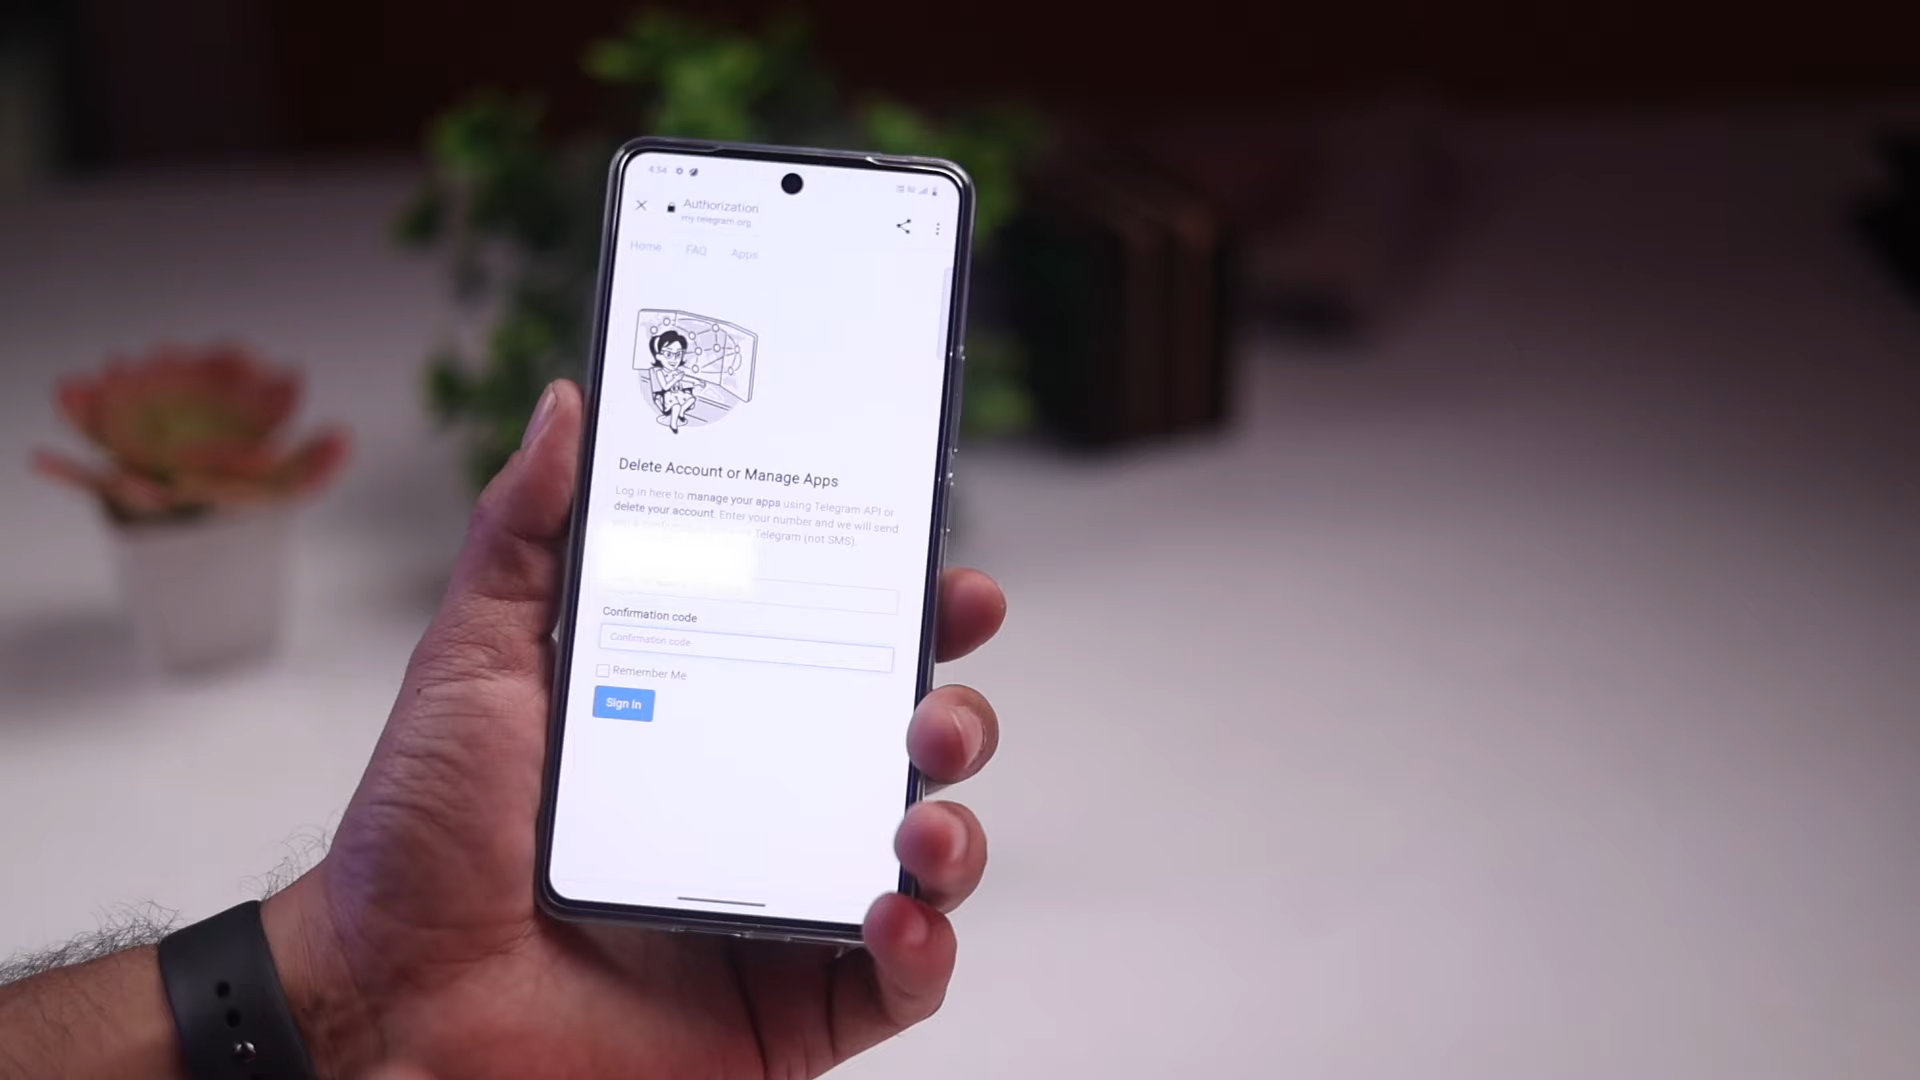 4:54
Authorization
my.telegram.org
Home FAQ Apps
Delete Account or Manage Apps
Log in here to manage your apps using Telegram API or
delete your account. Enter your number and we will send
Telegram (not SMS).
Confirmation code
Confirmation code
Remember Me
Sign In